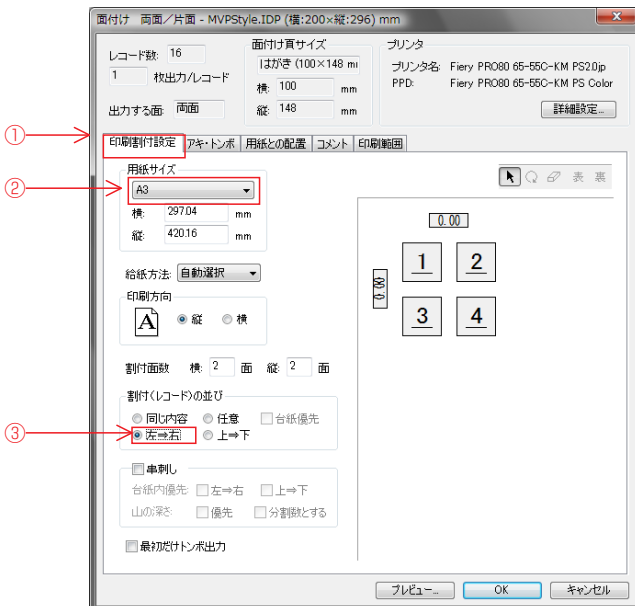 面付け 両面／片面 - MVPStyle.IDP (横:200×縦:296) mm
レコード数: 16
1 枚出力/レコード
出力する面: 両面
面付け頁サイズ
はがき (100×148 mi
横: 100 mm
縦: 148 mm
プリンタ
プリンタ名: Fiery PRO80 65-55C-KM PS2.0jp
PPD: Fiery PRO80 65-55C-KM PS Color
詳細設定...
① 印刷割付設定 アキ・トンボ 用紙との配置 コメント 印刷範囲
用紙サイズ
② A3
横: 297.04 mm
縦: 420.16 mm
給紙方法: 自動選択
印刷方向
A 縦 横
割付面数 横: 2 面 縦: 2 面
割付(レコード)の並び
同じ内容 任意 台紙優先
③ 左⇒右 上⇒下
串刺し
台紙内優先: 左⇒右 上⇒下
山の深さ: 優先 分割数とする
最初だけトンボ出力
表 裏
0.00
0.00
1 2
3 4
プレビュー... OK キャンセル